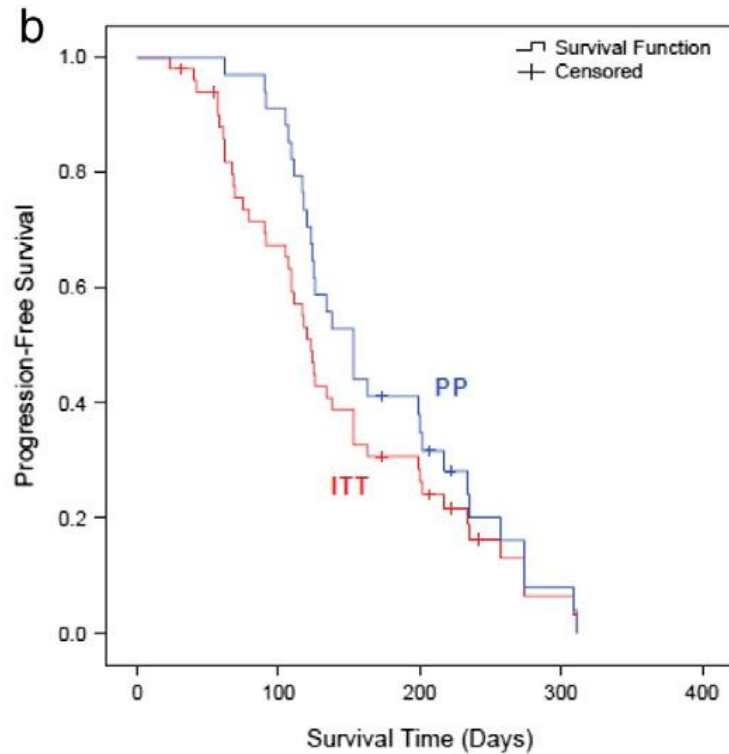 b
Survival Function
Censored
1.0
0.8
0.6
0.4
0.2
0.0
Progression-Free Survival
PP
ITT
0 100 200 300 400
Survival Time (Days)